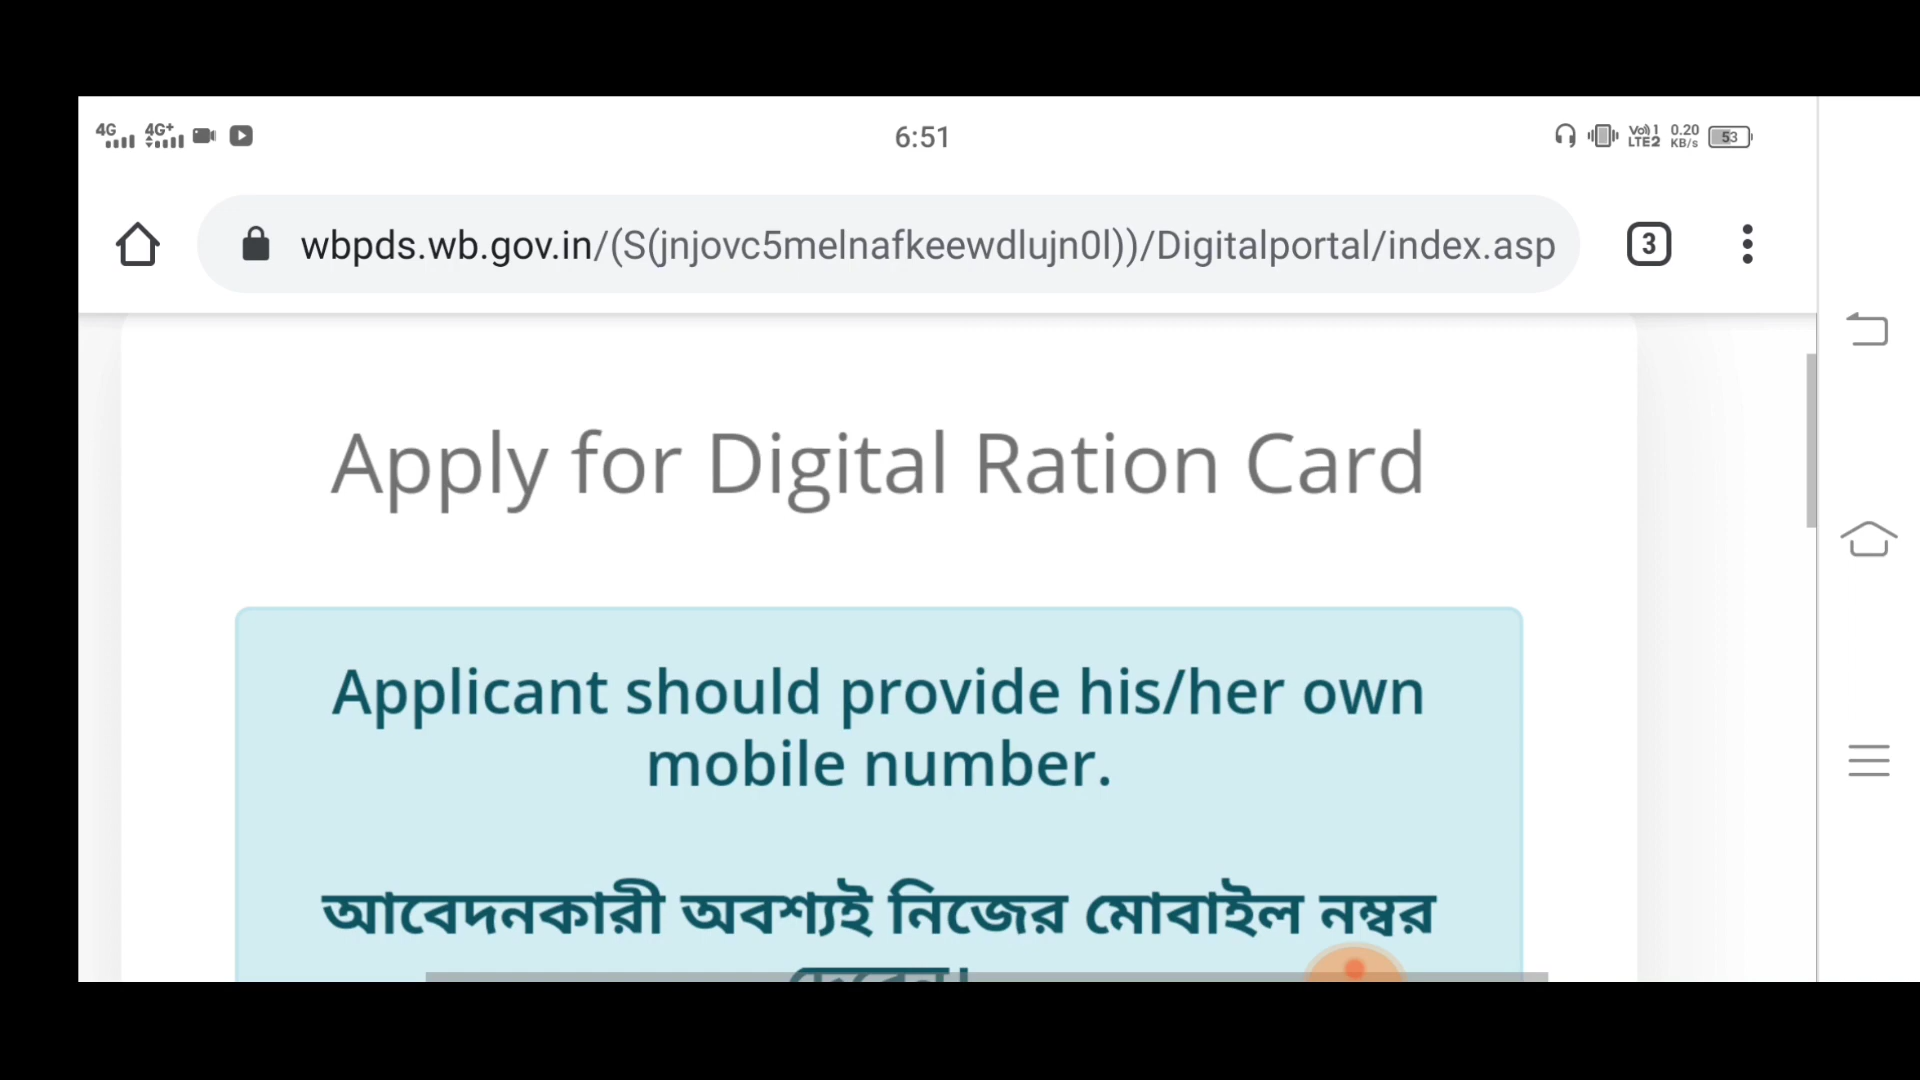 4G 4G+ 6:51 Vo) 1 LTE2 0.20 KB/s 53
wbpds.wb.gov.in/(S(jnjovc5melnafkeewdlujn0l))/Digitalportal/index.asp 3
Apply for Digital Ration Card
Applicant should provide his/her own
mobile number.
আবেদনকারী অবশ্যই নিজের মোবাইল নম্বর